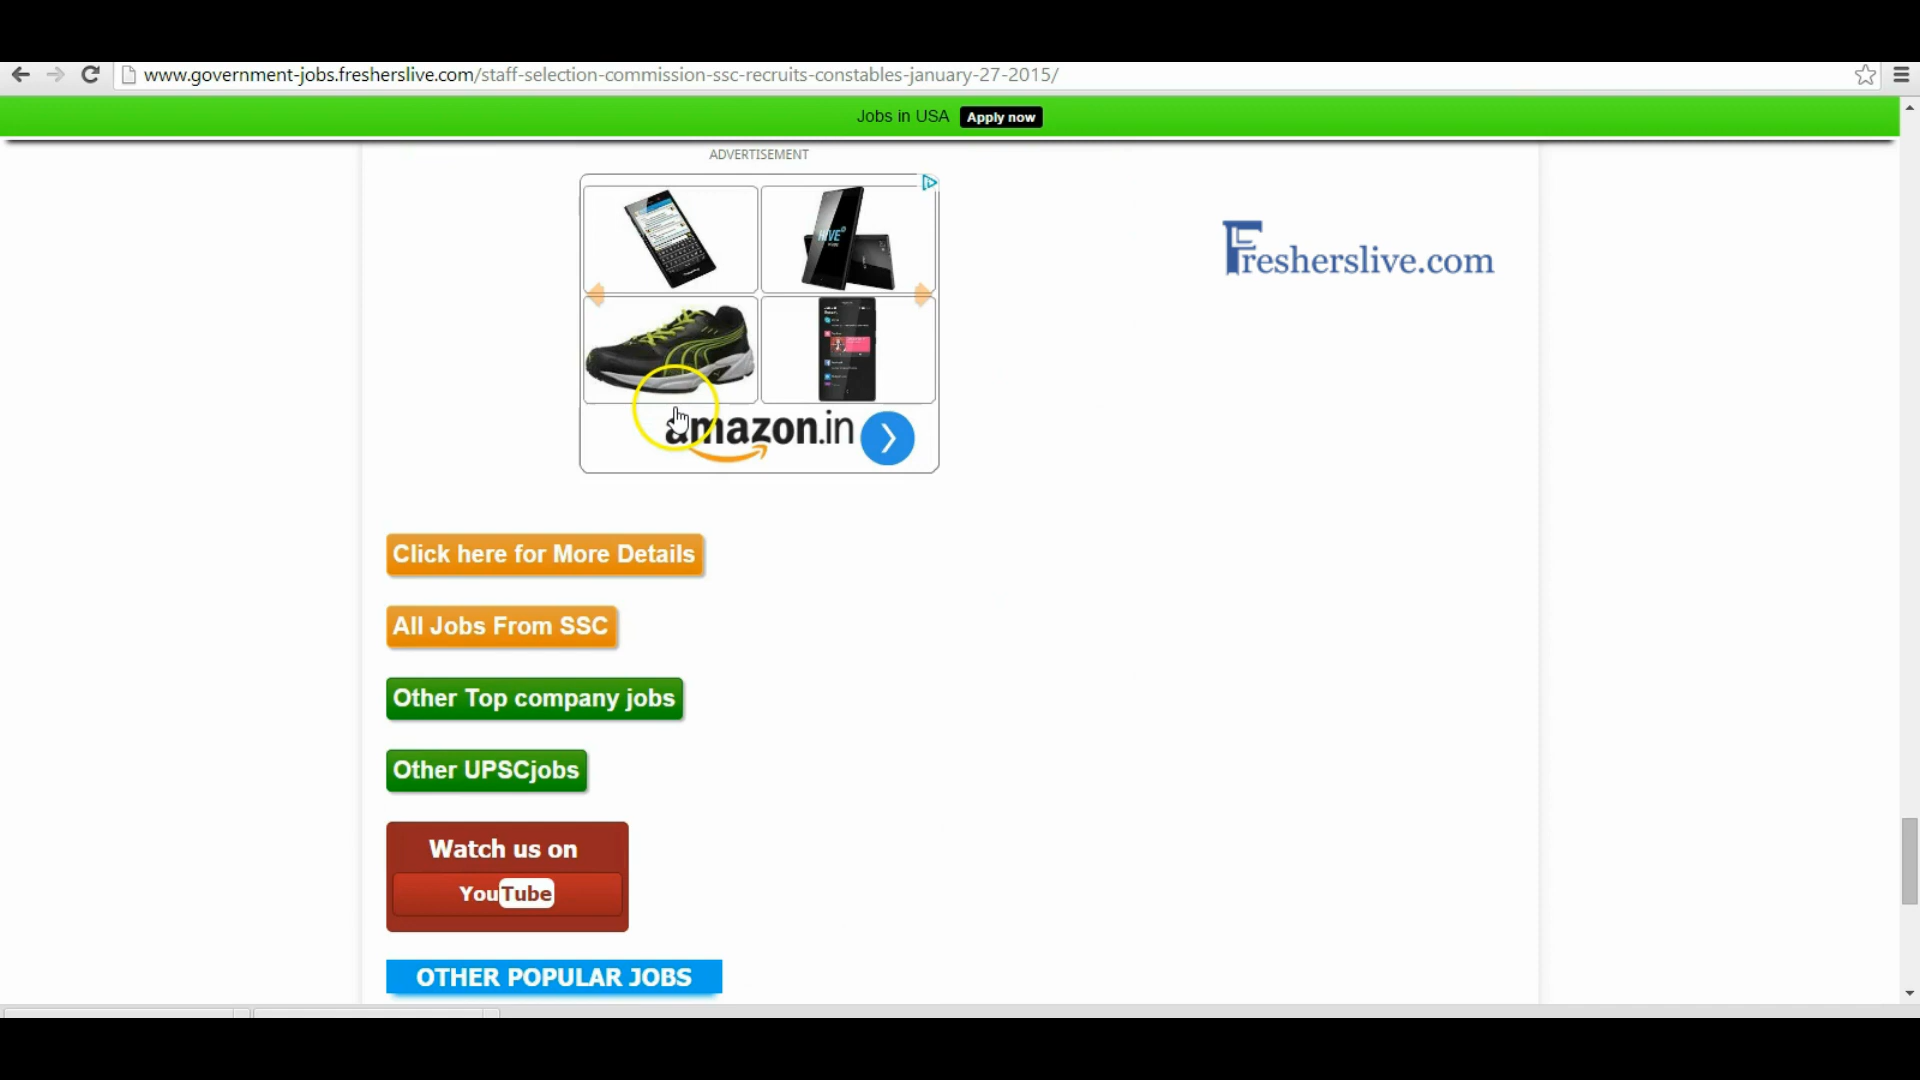 www.government-jobs.fresherslive.com/staff-selection-commission-ssc-recruits-constables-january-27-2015/
Jobs in USA Apply now
ADVERTISEMENT
HIVE
Fresherslive.com
amazon.in
Click here for More Details
All Jobs From SSC
Other Top company jobs
Other UPSCjobs
Watch us on
YouTube
OTHER POPULAR JOBS